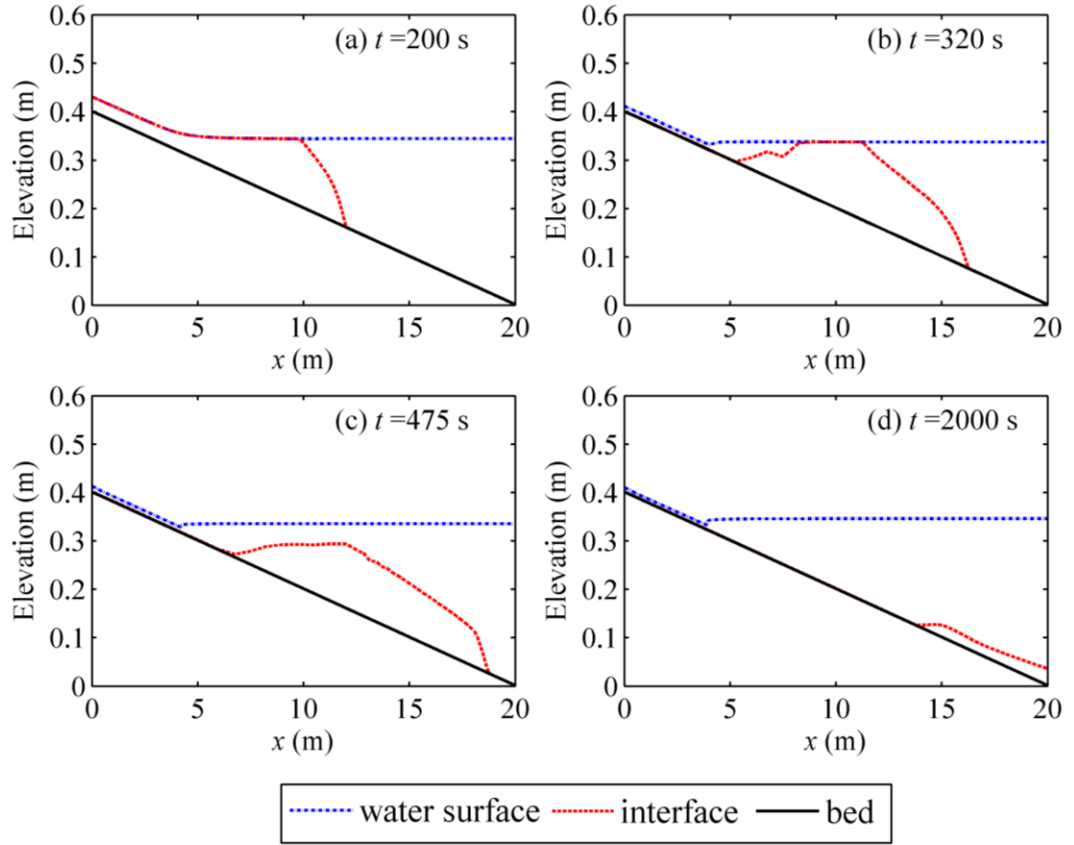 0.6
(a) t =200 s
0.5
0.4
0.3
0.2
0.1
0
Elevation (m)
0 5 10 15 20
x (m)
0.6
(b) t =320 s
0.5
0.4
0.3
0.2
0.1
0
Elevation (m)
0 5 10 15 20
x (m)
0.6
(c) t =475 s
0.5
0.4
0.3
0.2
0.1
0
Elevation (m)
0 5 10 15 20
x (m)
0.6
(d) t =2000 s
0.5
0.4
0.3
0.2
0.1
0
Elevation (m)
0 5 10 15 20
x (m)
water surface interface bed